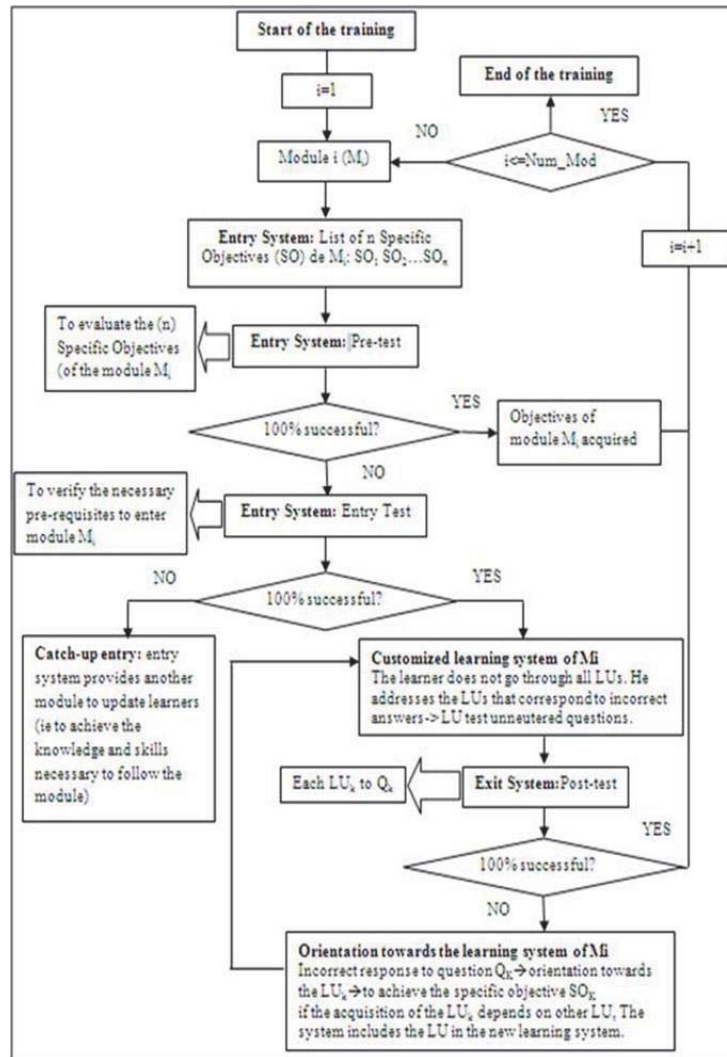 Start of the training
End of the training
i=1
NO
YES
Module i (Mi)
i<=Num_Mod
Entry System: List of n Specific
Objectives (SO) de Mi: SO1 SO2...SOn
i=i+1
To evaluate the (n)
Specific Objectives
(of the module Mi
Entry System: Pre-test
YES
100% successful?
Objectives of
module Mi acquired
NO
To verify the necessary
pre-requisites to enter
module Mi
Entry System: Entry Test
NO
YES
100% successful?
Catch-up entry: entry
system provides another
module to update learners
(ie to achieve the
knowledge and skills
necessary to follow the
module)
Customized learning system of Mi
The learner does not go through all LUs. He
addresses the LUs that correspond to incorrect
answers-> LU test unneutered questions.
Each LUk to Qk
Exit System:Post-test
YES
100% successful?
NO
Orientation towards the learning system of Mi
Incorrect response to question QK→orientation towards
the LUk→to achieve the specific objective SOK
if the acquisition of the LUk depends on other LU, The
system includes the LU in the new learning system.